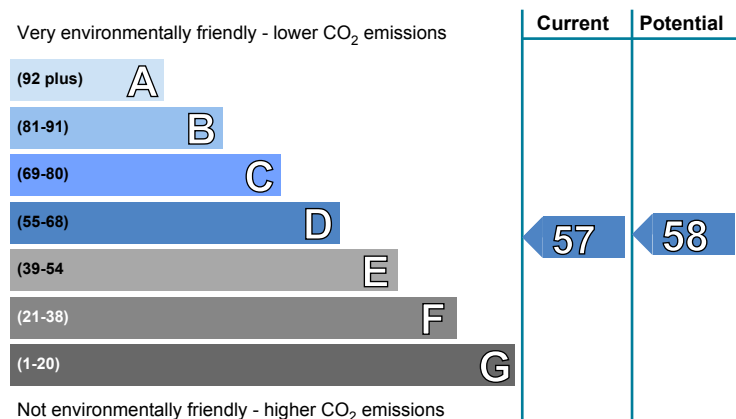 Very environmentally friendly - lower CO₂ emissions
Current
Potential
(92 plus) A
(81-91) B
(69-80) C
(55-68) D
57
58
(39-54 E
(21-38) F
(1-20) G
Not environmentally friendly - higher CO₂ emissions